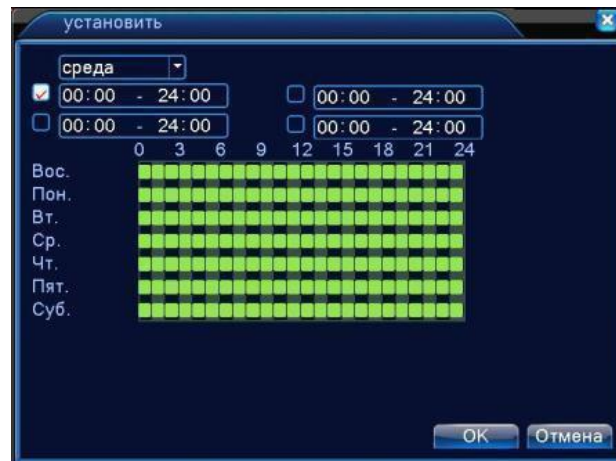 установить
среда
00:00 - 24:00 00:00 - 24:00
00:00 - 24:00 00:00 - 24:00
0 3 6 9 12 15 18 21 24
Вос.
Пон.
Вт.
Ср.
Чт.
Пят.
Суб.
OK Отмена